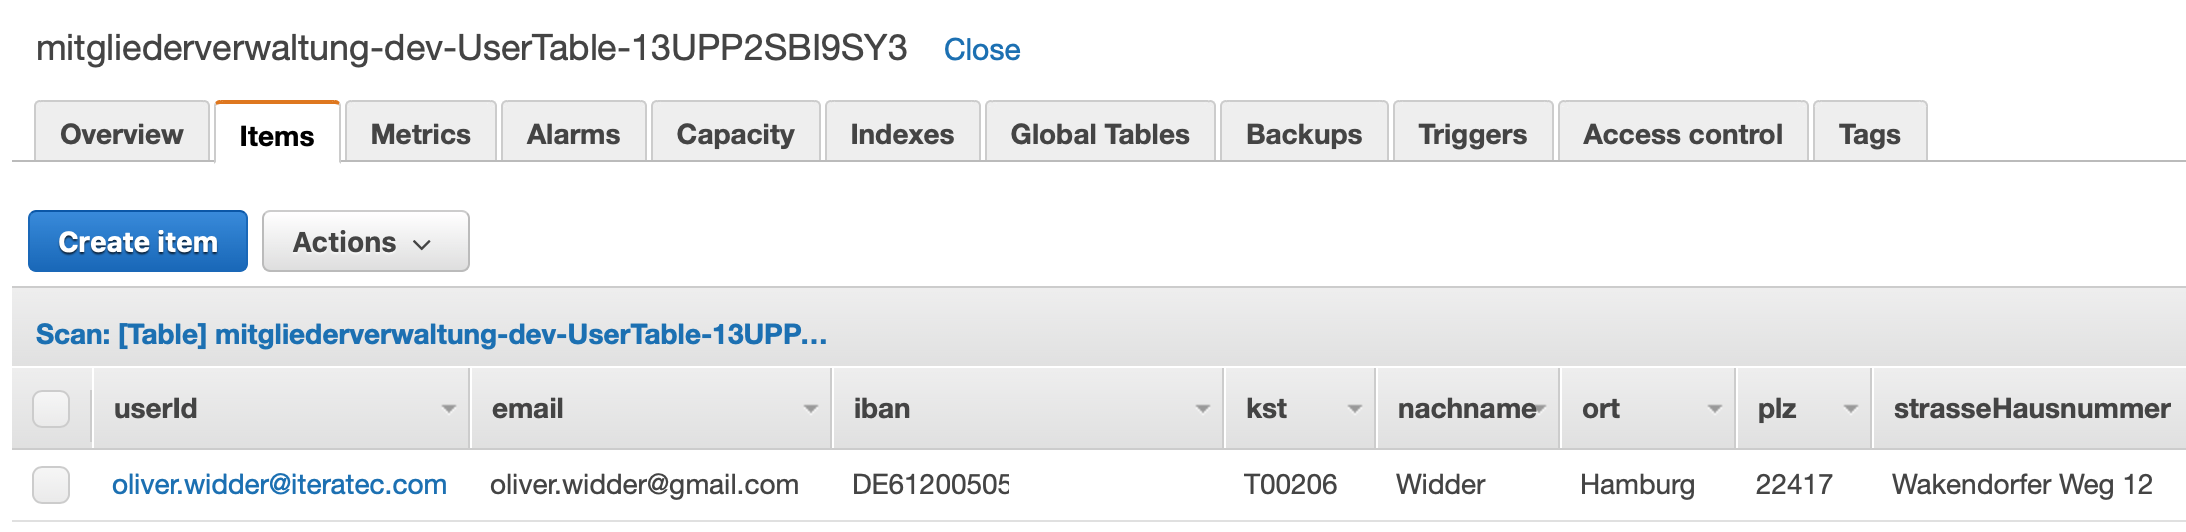 mitgliederverwaltung-dev-UserTable-13UPP2SBI9SY3 Close
Overview Items Metrics Alarms Capacity Indexes Global Tables Backups Triggers Access control Tags
Create item Actions
Scan: [Table] mitgliederverwaltung-dev-UserTable-13UPP...
userId email iban kst nachname ort plz strasseHausnummer
oliver.widder@iteratec.com oliver.widder@gmail.com DE61200505 T00206 Widder Hamburg 22417 Wakendorfer Weg 12